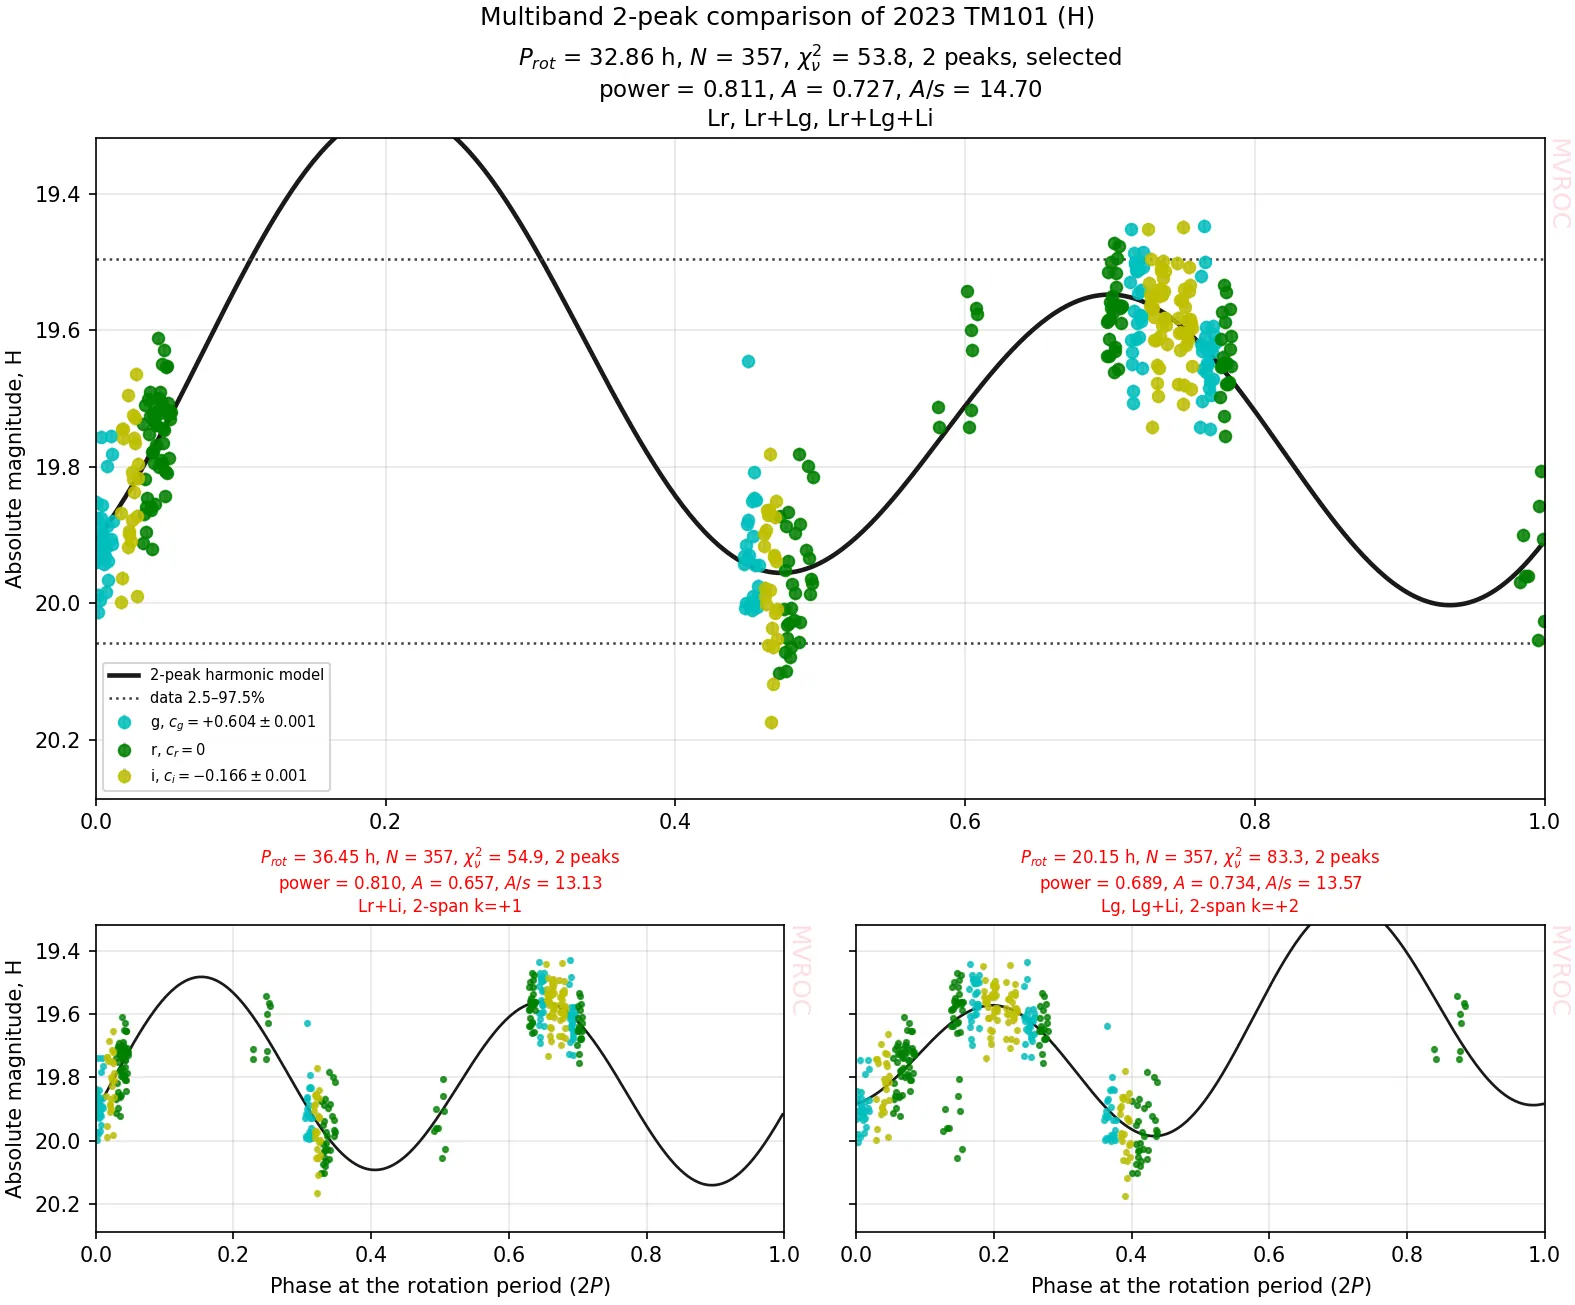 Multiband 2-peak comparison of 2023 TM101 (H)
P_rot = 32.86 h, N = 357, χ²_ν = 53.8, 2 peaks, selected
power = 0.811, A = 0.727, A/s = 14.70
Lr, Lr+Lg, Lr+Lg+Li
MVROC
Absolute magnitude, H
19.4
19.6
19.8
20.0
20.2
2-peak harmonic model
data 2.5–97.5%
g, c_g = +0.604 ± 0.001
r, c_r = 0
i, c_i = −0.166 ± 0.001
0.0 0.2 0.4 0.6 0.8 1.0
P_rot = 36.45 h, N = 357, χ²_ν = 54.9, 2 peaks
power = 0.810, A = 0.657, A/s = 13.13
Lr+Li, 2-span k=+1
MVROC
Absolute magnitude, H
19.4
19.6
19.8
20.0
20.2
0.0 0.2 0.4 0.6 0.8 1.0
Phase at the rotation period (2P)
P_rot = 20.15 h, N = 357, χ²_ν = 83.3, 2 peaks
power = 0.689, A = 0.734, A/s = 13.57
Lg, Lg+Li, 2-span k=+2
MVROC
0.0 0.2 0.4 0.6 0.8 1.0
Phase at the rotation period (2P)